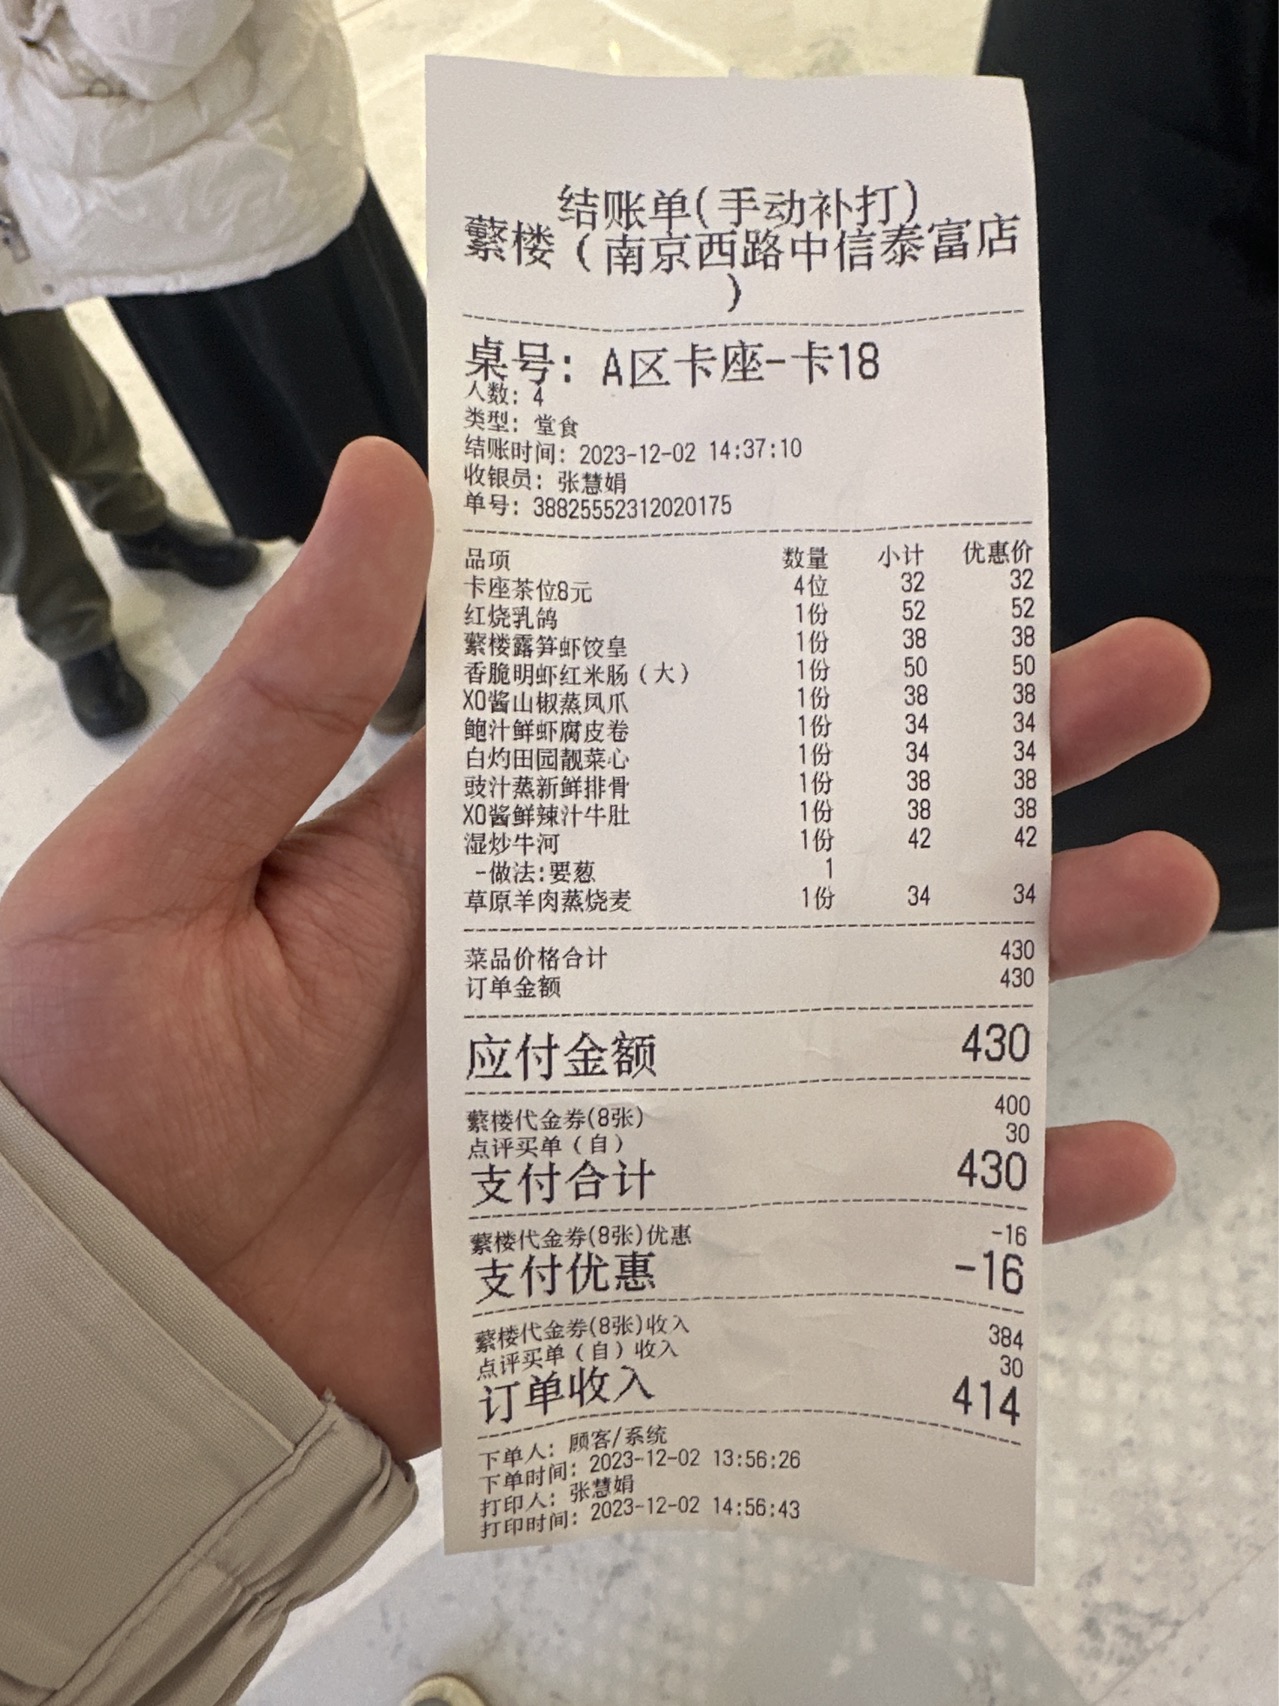 结账单(手动补打)
蘩楼（南京西路中信泰富店
）
桌号: A区卡座-卡18
人数: 4
类型: 堂食
结账时间: 2023-12-02 14:37:10
收银员: 张慧娟
单号: 38825552312020175
品项 数量 小计 优惠价
卡座茶位8元 4位 32 32
红烧乳鸽 1份 52 52
蘩楼露笋虾饺皇 1份 38 38
香脆明虾红米肠（大） 1份 50 50
XO酱山椒蒸凤爪 1份 38 38
鲍汁鲜虾腐皮卷 1份 34 34
白灼田园靓菜心 1份 34 34
豉汁蒸新鲜排骨 1份 38 38
XO酱鲜辣汁牛肚 1份 38 38
湿炒牛河 1份 42 42
-做法:要葱 1
草原羊肉蒸烧麦 1份 34 34
菜品价格合计 430
订单金额 430
应付金额 430
蘩楼代金券(8张) 400
点评买单（自） 30
支付合计 430
蘩楼代金券(8张)优惠 -16
支付优惠 -16
蘩楼代金券(8张)收入 384
点评买单（自）收入 30
订单收入 414
下单人: 顾客/系统
下单时间: 2023-12-02 13:56:26
打印人: 张慧娟
打印时间: 2023-12-02 14:56:43